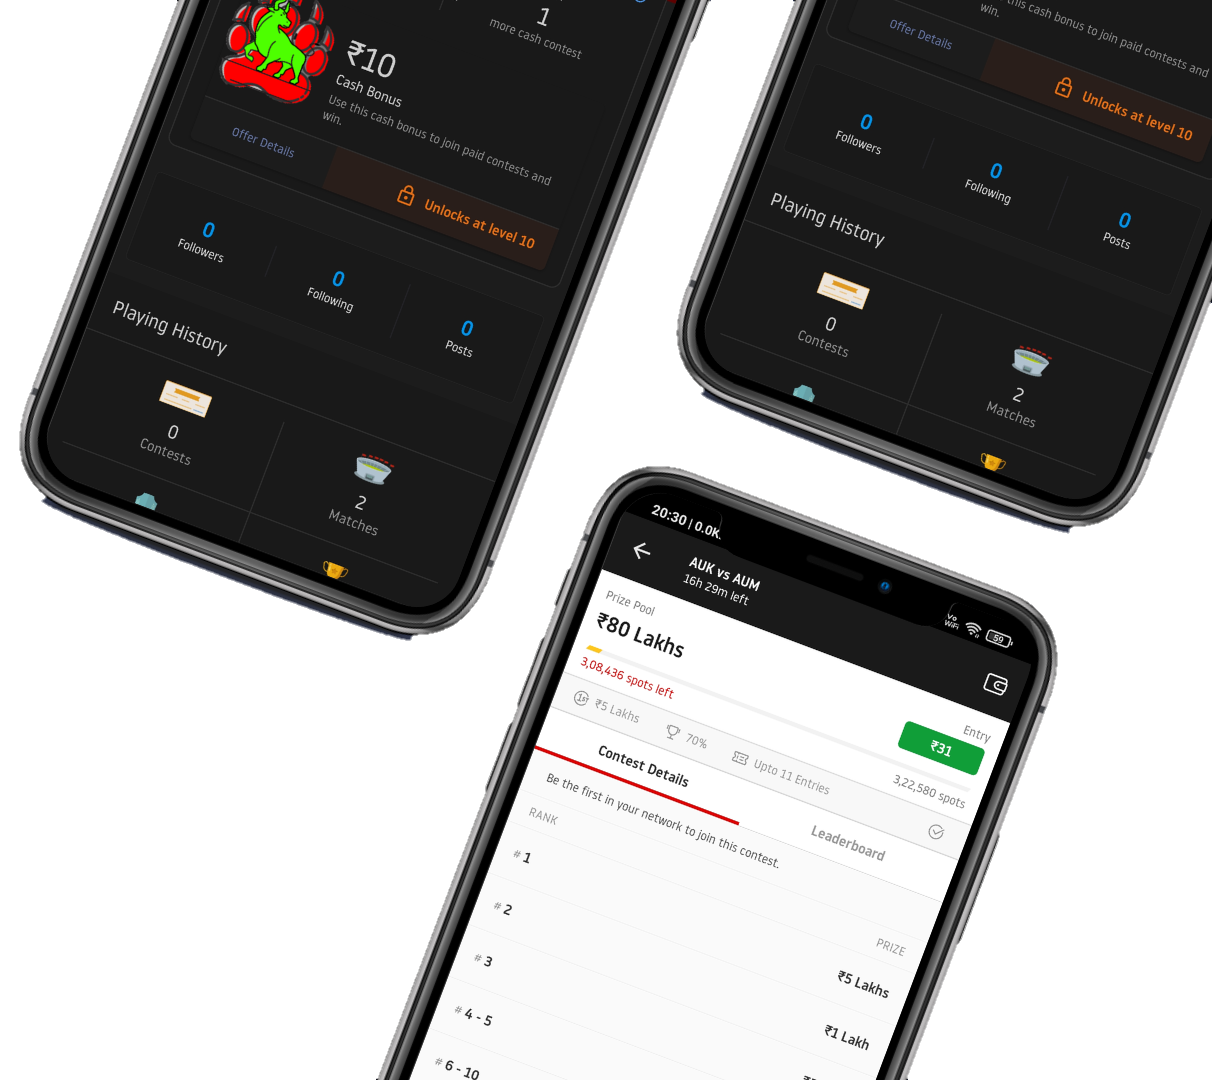 1
more cash contest
₹10
Cash Bonus
Use this cash bonus to join paid contests and
win.
Offer Details
Unlocks at level 10
0
Followers
0
Following
0
Posts
Playing History
0
Contests
2
Matches
this cash bonus to join paid contests and
win.
Offer Details
Unlocks at level 10
0
Followers
0
Following
0
Posts
Playing History
0
Contests
2
Matches
20:30 | 0.0K
Vo
WiFi
59
AUK vs AUM
16h 29m left
Prize Pool
₹80 Lakhs
Entry
₹31
3,08,436 spots left
3,22,580 spots
1st
₹5 Lakhs
70%
Upto 11 Entries
Contest Details
Leaderboard
Be the first in your network to join this contest.
RANK
PRIZE
# 1
₹5 Lakhs
# 2
₹1 Lakh
# 3
# 4 - 5
# 6 - 10